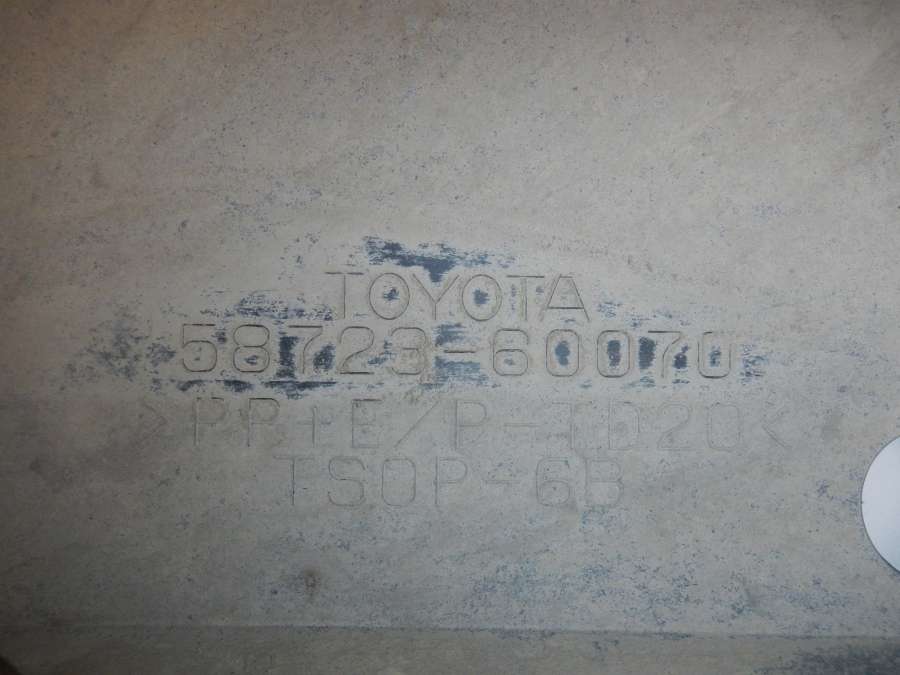 TOYOTA
58723-60070
>PP+E/P-TD20<
TSOP-6B